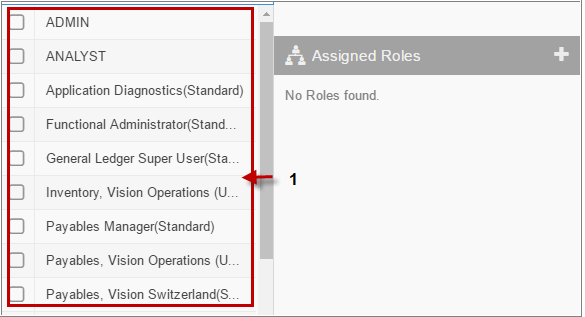 ADMIN
ANALYST
Application Diagnostics(Standard)
Functional Administrator(Stand...
General Ledger Super User(Sta...
Inventory, Vision Operations (U...
Payables Manager(Standard)
Payables, Vision Operations (U...
Payables, Vision Switzerland(S...
1
Assigned Roles
No Roles found.